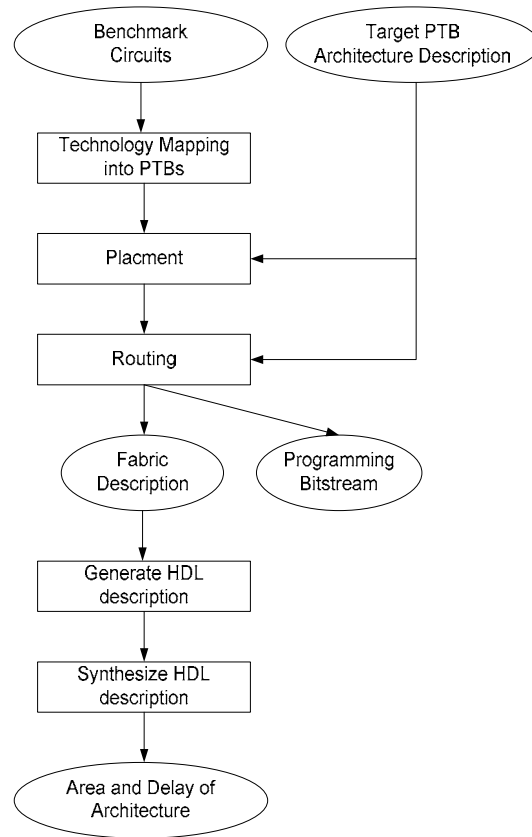 Benchmark
Circuits
Target PTB
Architecture Description
Technology Mapping
into PTBs
Placment
Routing
Fabric
Description
Programming
Bitstream
Generate HDL
description
Synthesize HDL
description
Area and Delay of
Architecture